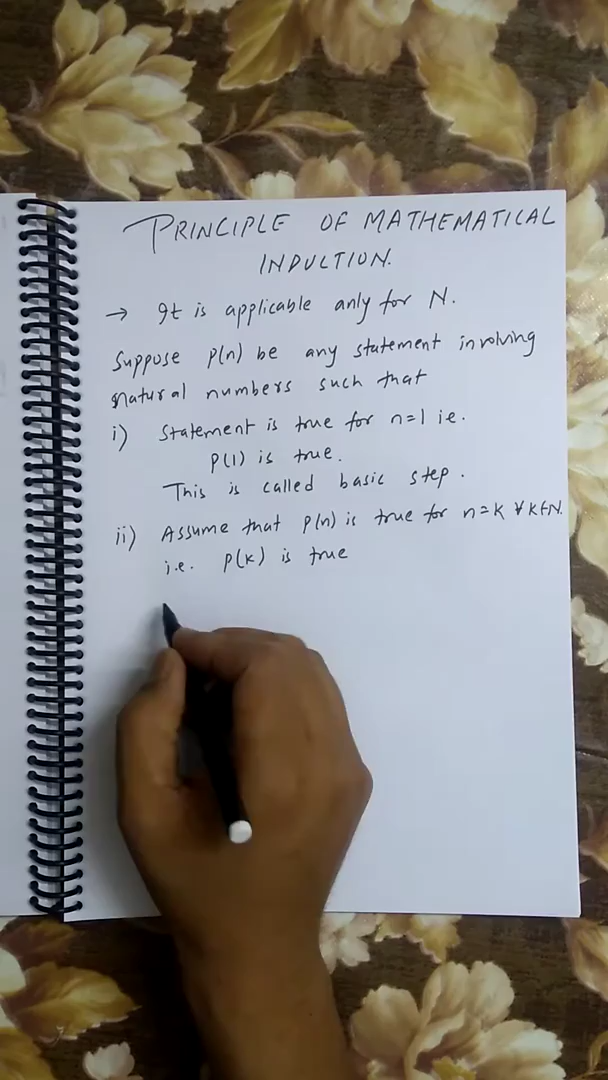 PRINCIPLE OF MATHEMATICAL
INDUCTION.
→ It is applicable only for N.
Suppose P(n) be any statement involving
natural numbers such that
i) Statement is true for n=1 ie.
P(1) is true.
This is called basic step.
ii) Assume that P(n) is true for n=k ∀ k∈N.
i.e. P(k) is true